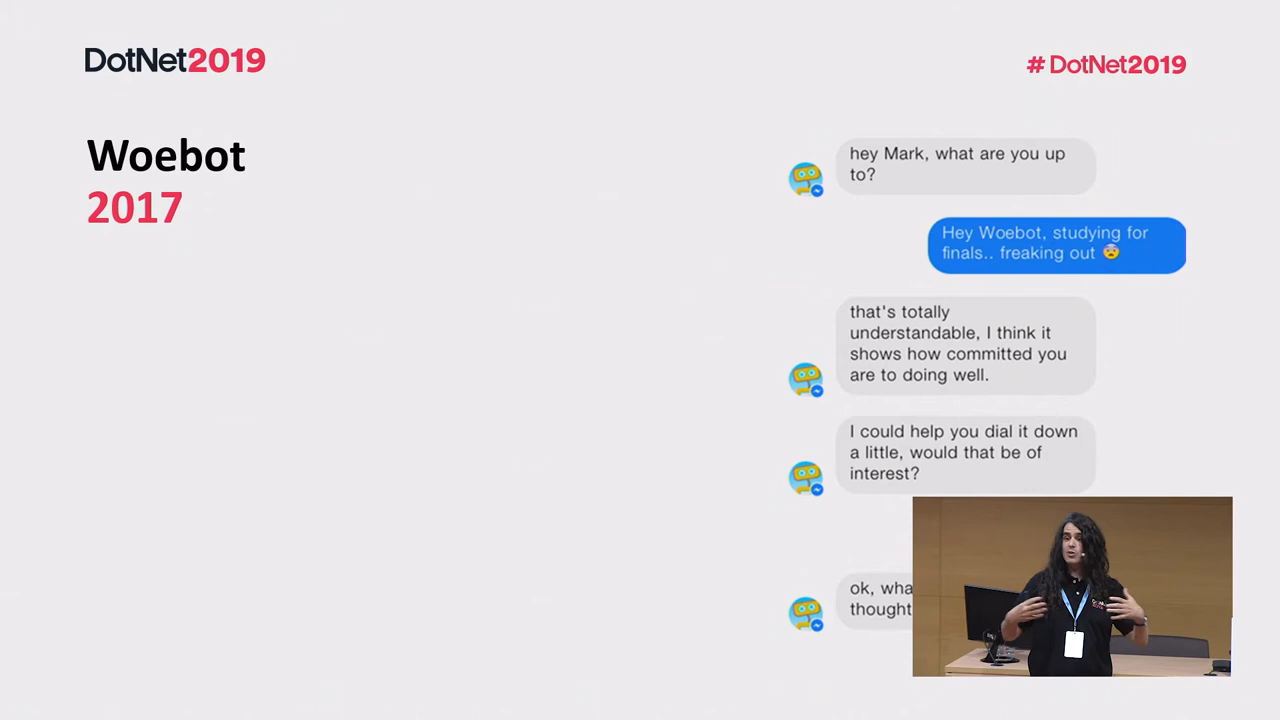 DotNet2019
# DotNet2019
Woebot
2017
hey Mark, what are you up
to?
Hey Woebot, studying for
finals.. freaking out 😨
that's totally
understandable, I think it
shows how committed you
are to doing well.
I could help you dial it down
a little, would that be of
interest?
ok,
thought